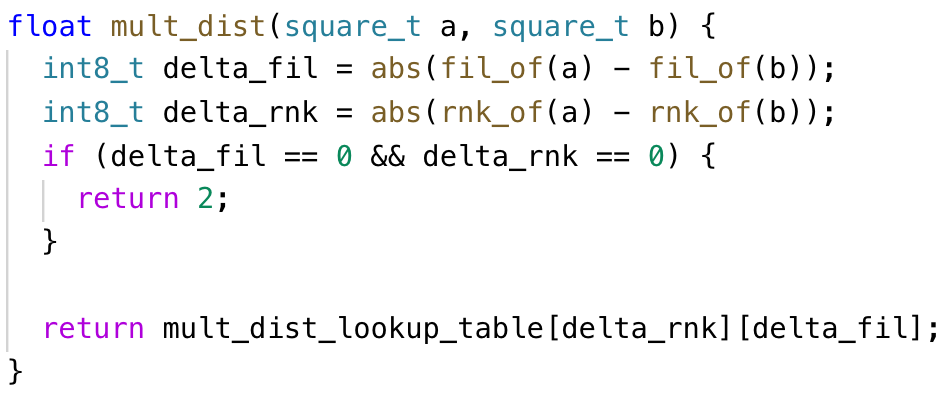 float mult_dist(square_t a, square_t b) {
  int8_t delta_fil = abs(fil_of(a) − fil_of(b));
  int8_t delta_rnk = abs(rnk_of(a) − rnk_of(b));
  if (delta_fil == 0 && delta_rnk == 0) {
    return 2;
  }

  return mult_dist_lookup_table[delta_rnk][delta_fil];
}